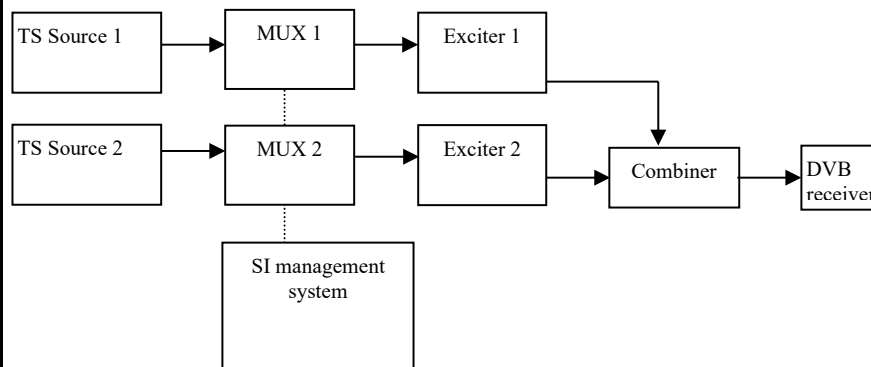 TS Source 1
MUX 1
Exciter 1
TS Source 2
MUX 2
Exciter 2
Combiner
DVB
receiver
SI management
system